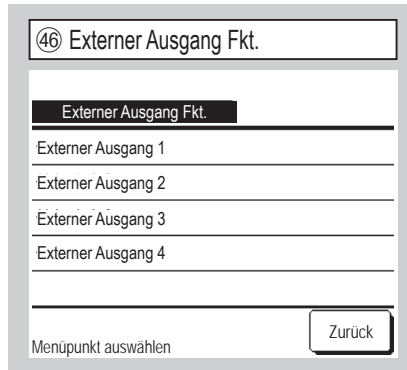 ㊻ Externer Ausgang Fkt.
Externer Ausgang Fkt.
Externer Ausgang 1
Externer Ausgang 2
Externer Ausgang 3
Externer Ausgang 4
Zurück
Menüpunkt auswählen